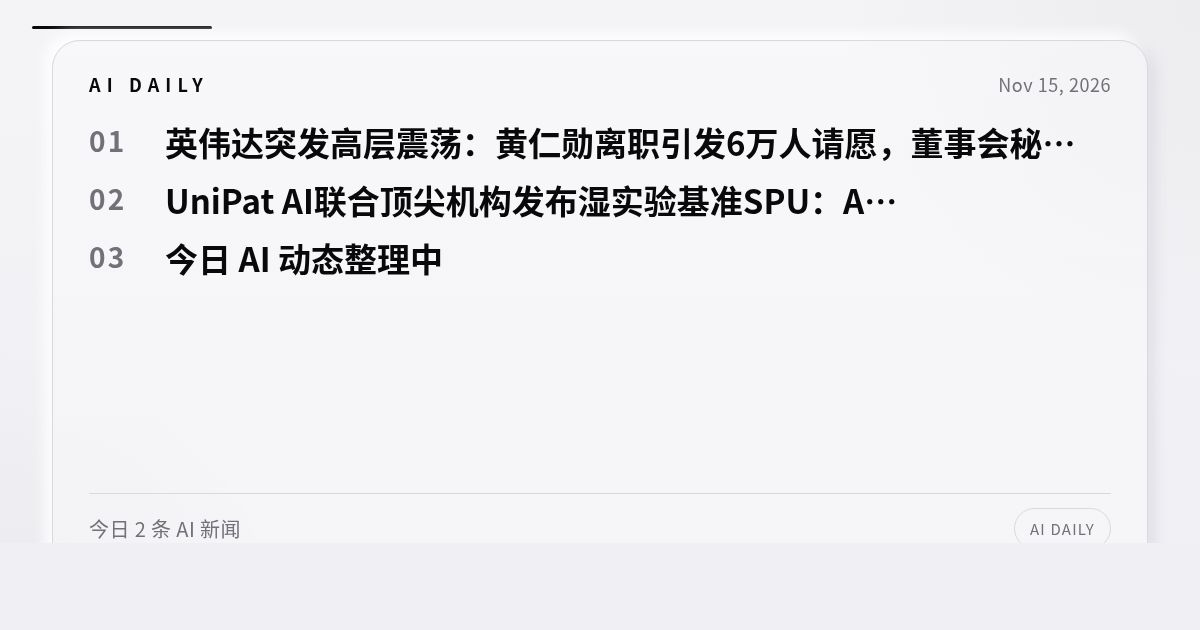 AI DAILY
Nov 15, 2026
01 英伟达突发高层震荡：黄仁勋离职引发6万人请愿，董事会秘…
02 UniPat AI联合顶尖机构发布湿实验基准SPU：A…
03 今日 AI 动态整理中
今日 2 条 AI 新闻
AI DAILY